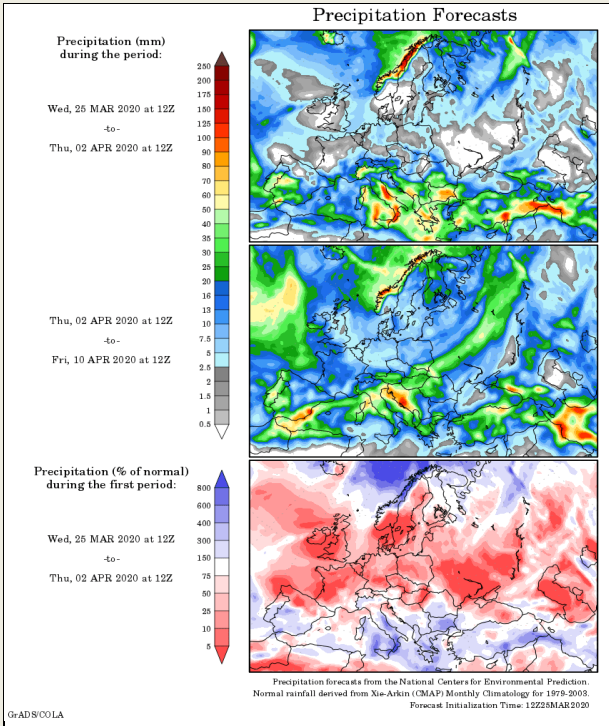 Precipitation Forecasts
Precipitation (mm)
during the period:
Wed, 25 MAR 2020 at 12Z
-to-
Thu, 02 APR 2020 at 12Z
250
200
175
150
125
100
90
80
70
60
50
40
35
30
25
20
16
13
10
7.5
5
2.5
2
1.5
1
0.5
Thu, 02 APR 2020 at 12Z
-to-
Fri, 10 APR 2020 at 12Z
Precipitation (% of normal)
during the first period:
Wed, 25 MAR 2020 at 12Z
-to-
Thu, 02 APR 2020 at 12Z
800
600
400
300
150
75
50
25
10
5
Precipitation forecasts from the National Centers for Environmental Prediction.
Normal rainfall derived from Xie-Arkin (CMAP) Monthly Climatology for 1979-2003.
Forecast Initialization Time: 12Z25MAR2020
GrADS/COLA